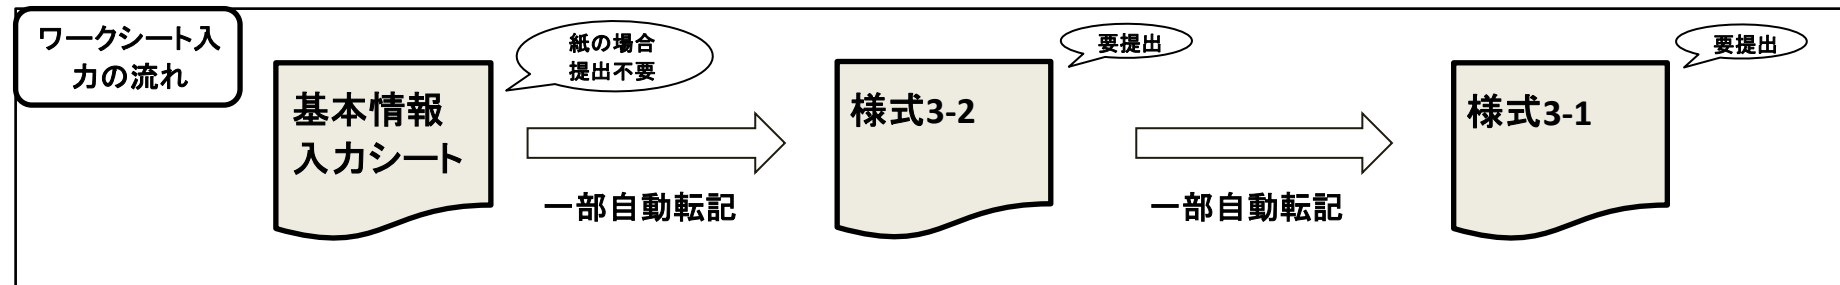 ワークシート入
力の流れ
基本情報
入力シート
紙の場合
提出不要
一部自動転記
様式3-2
要提出
一部自動転記
様式3-1
要提出